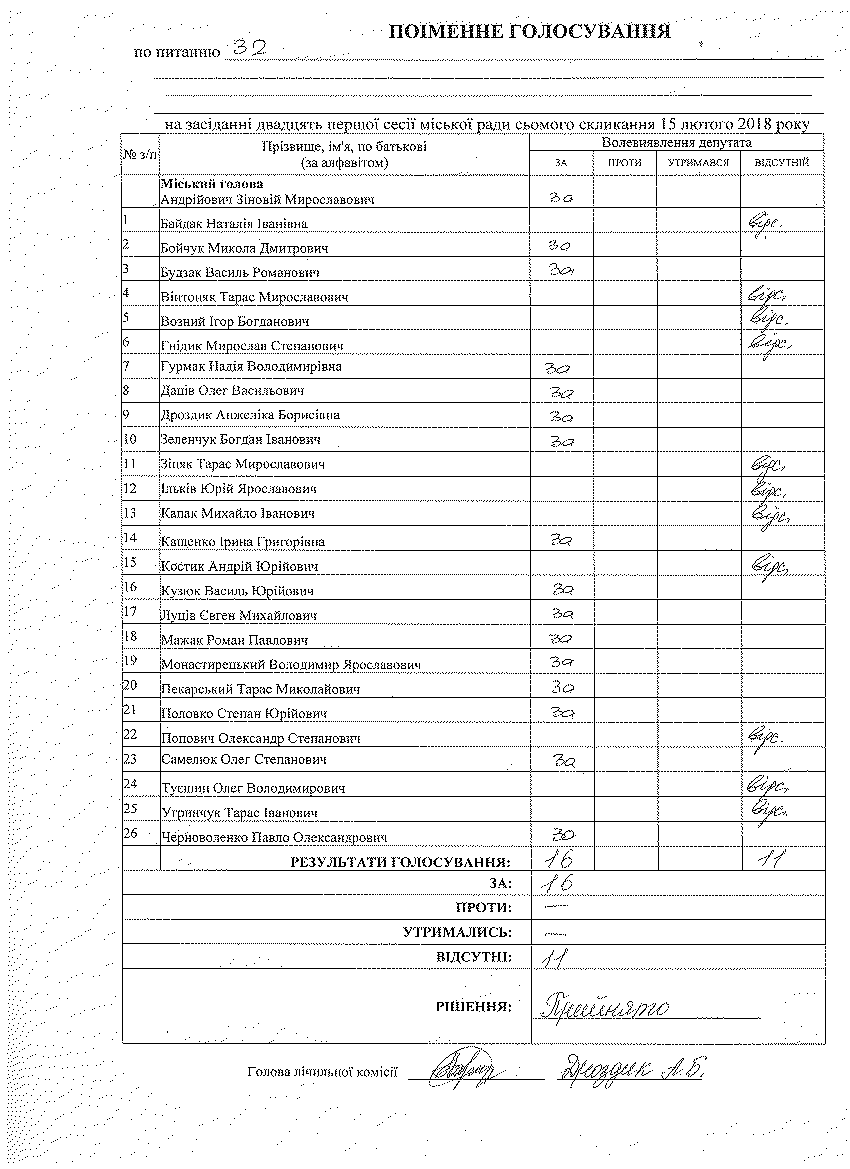 ПОІМЕННЕ ГОЛОСУВАННЯ
по питанню 32
на засіданні двадцять першої сесії міської ради сьомого скликання 15 лютого 2018 року
№ з/п Прізвище, ім'я, по батькові (за алфавітом) Волевиявлення депутата
ЗА ПРОТИ УТРИМАВСЯ ВІДСУТНІЙ
Міський голова
Андрійович Зіновій Мирославович за
1 Байдак Наталія Іванівна відс.
2 Бойчук Микола Дмитрович за
3 Будзак Василь Романович за
4 Вінтоняк Тарас Мирославович відс.
5 Возний Ігор Богданович відс.
6 Гнідик Мирослав Степанович відс.
7 Гурмак Надія Володимирівна за
8 Даців Олег Васильович за
9 Дроздик Анжеліка Борисівна за
10 Зеленчук Богдан Іванович за
11 Зіняк Тарас Мирославович відс.
12 Ільків Юрій Ярославович відс.
13 Капак Михайло Іванович відс.
14 Кащенко Ірина Григорівна за
15 Костик Андрій Юрійович відс.
16 Кузюк Василь Юрійович за
17 Луців Євген Михайлович за
18 Мажак Роман Павлович за
19 Монастирецький Володимир Ярославович за
20 Пекарський Тарас Миколайович за
21 Половко Степан Юрійович за
22 Попович Олександр Степанович відс.
23 Самелюк Олег Степанович за
24 Туєшин Олег Володимирович відс.
25 Угринчук Тарас Іванович відс.
26 Черноволенко Павло Олександрович за
РЕЗУЛЬТАТИ ГОЛОСУВАННЯ: 16 11
ЗА: 16
ПРОТИ: —
УТРИМАЛИСЬ: —
ВІДСУТНІ: 11
РІШЕННЯ: Прийнято
Голова лічильної комісії Дроздик А.Б.